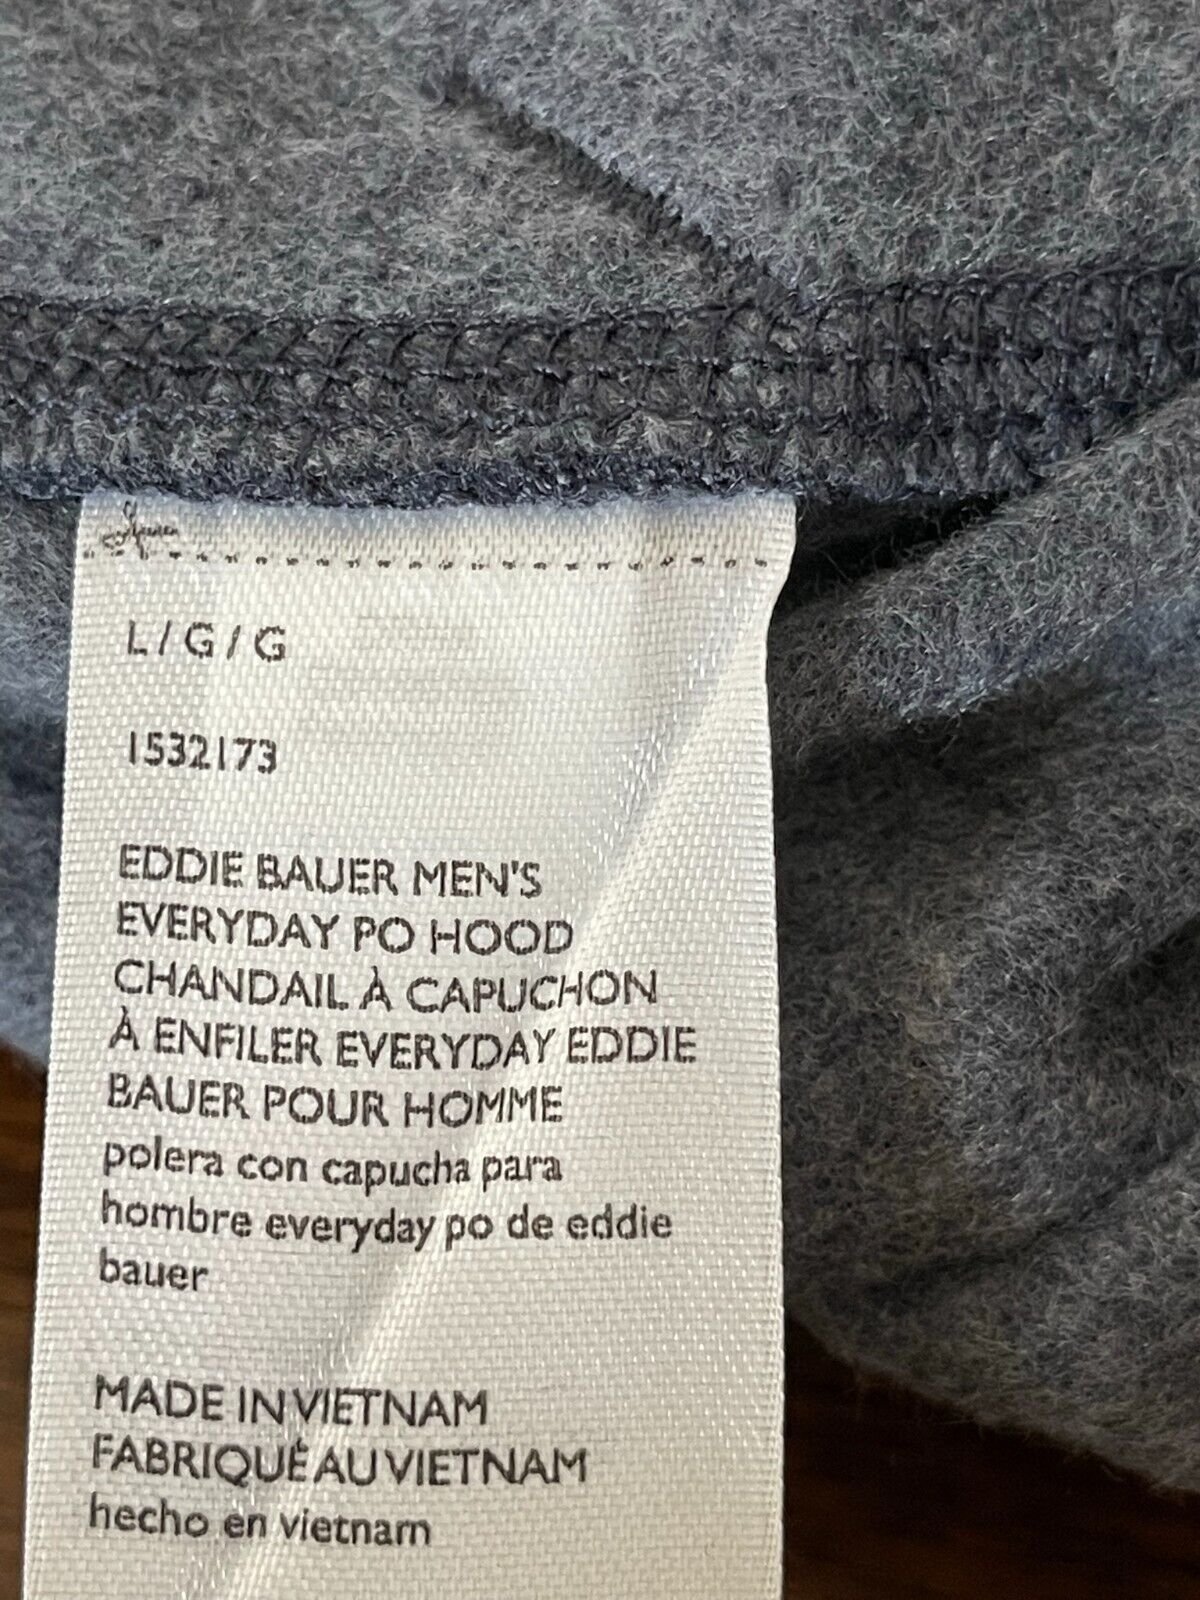 L / G / G
1532173
EDDIE BAUER MEN'S
EVERYDAY PO HOOD
CHANDAIL À CAPUCHON
À ENFILER EVERYDAY EDDIE
BAUER POUR HOMME
polera con capucha para
hombre everyday po de eddie
bauer
MADE IN VIETNAM
FABRIQUÉ AU VIETNAM
hecho en vietnam